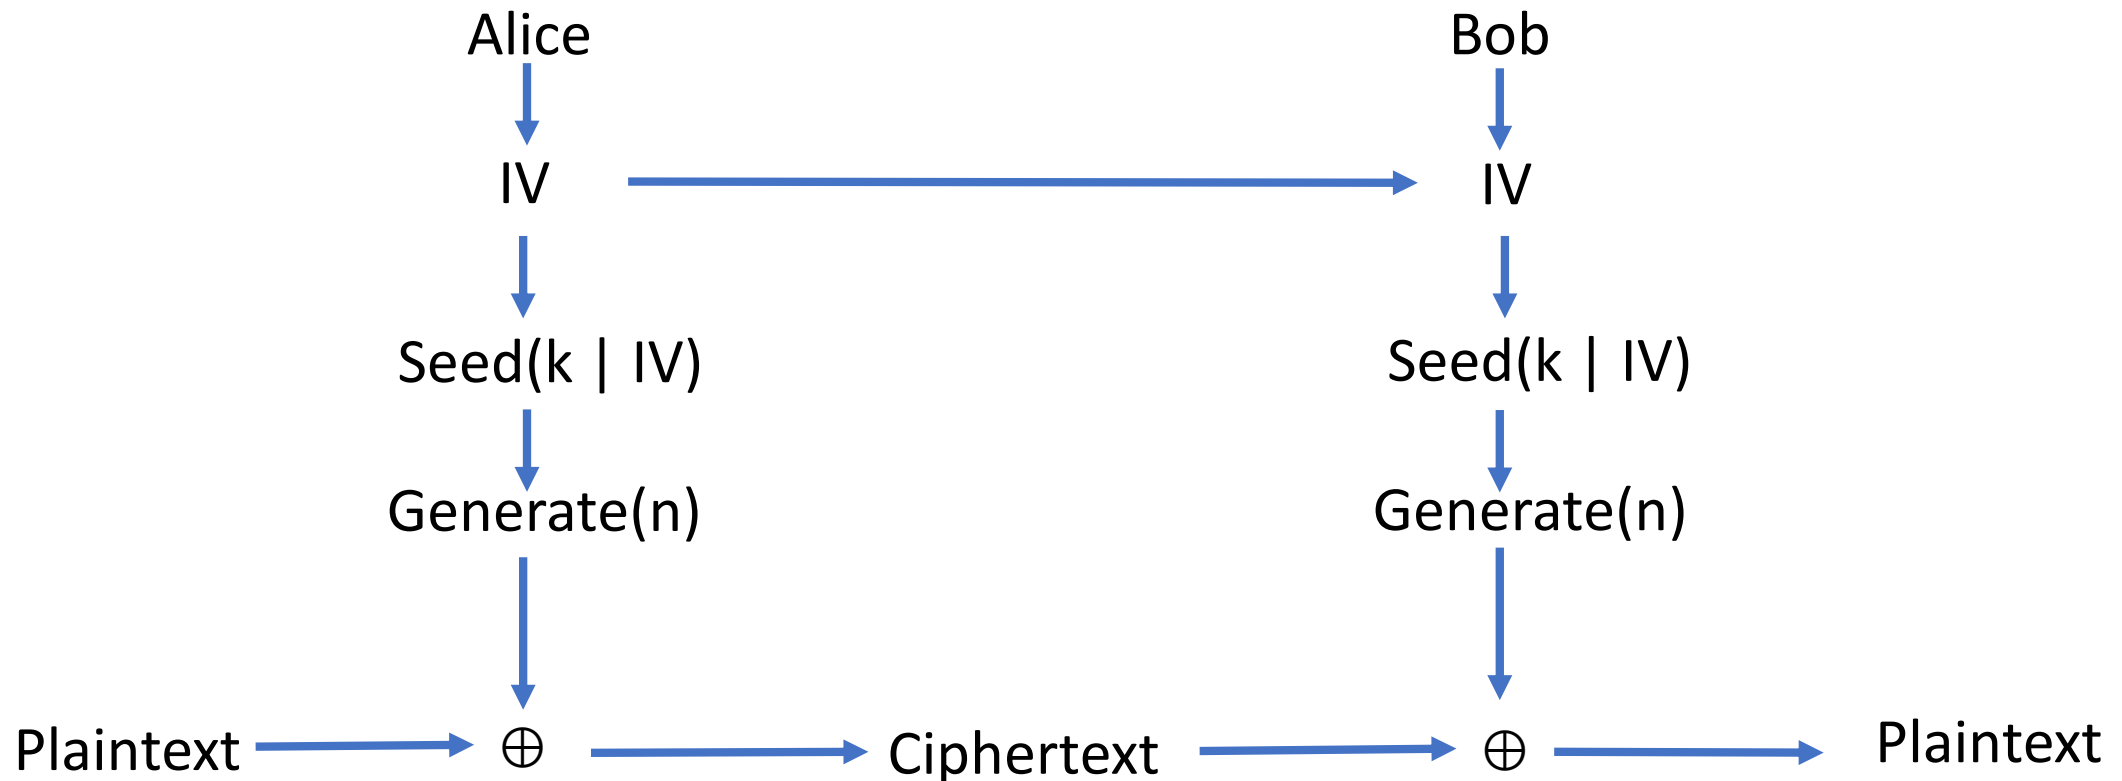 Alice Bob
IV IV
Seed(k | IV) Seed(k | IV)
Generate(n) Generate(n)
Plaintext ⊕ Ciphertext ⊕ Plaintext